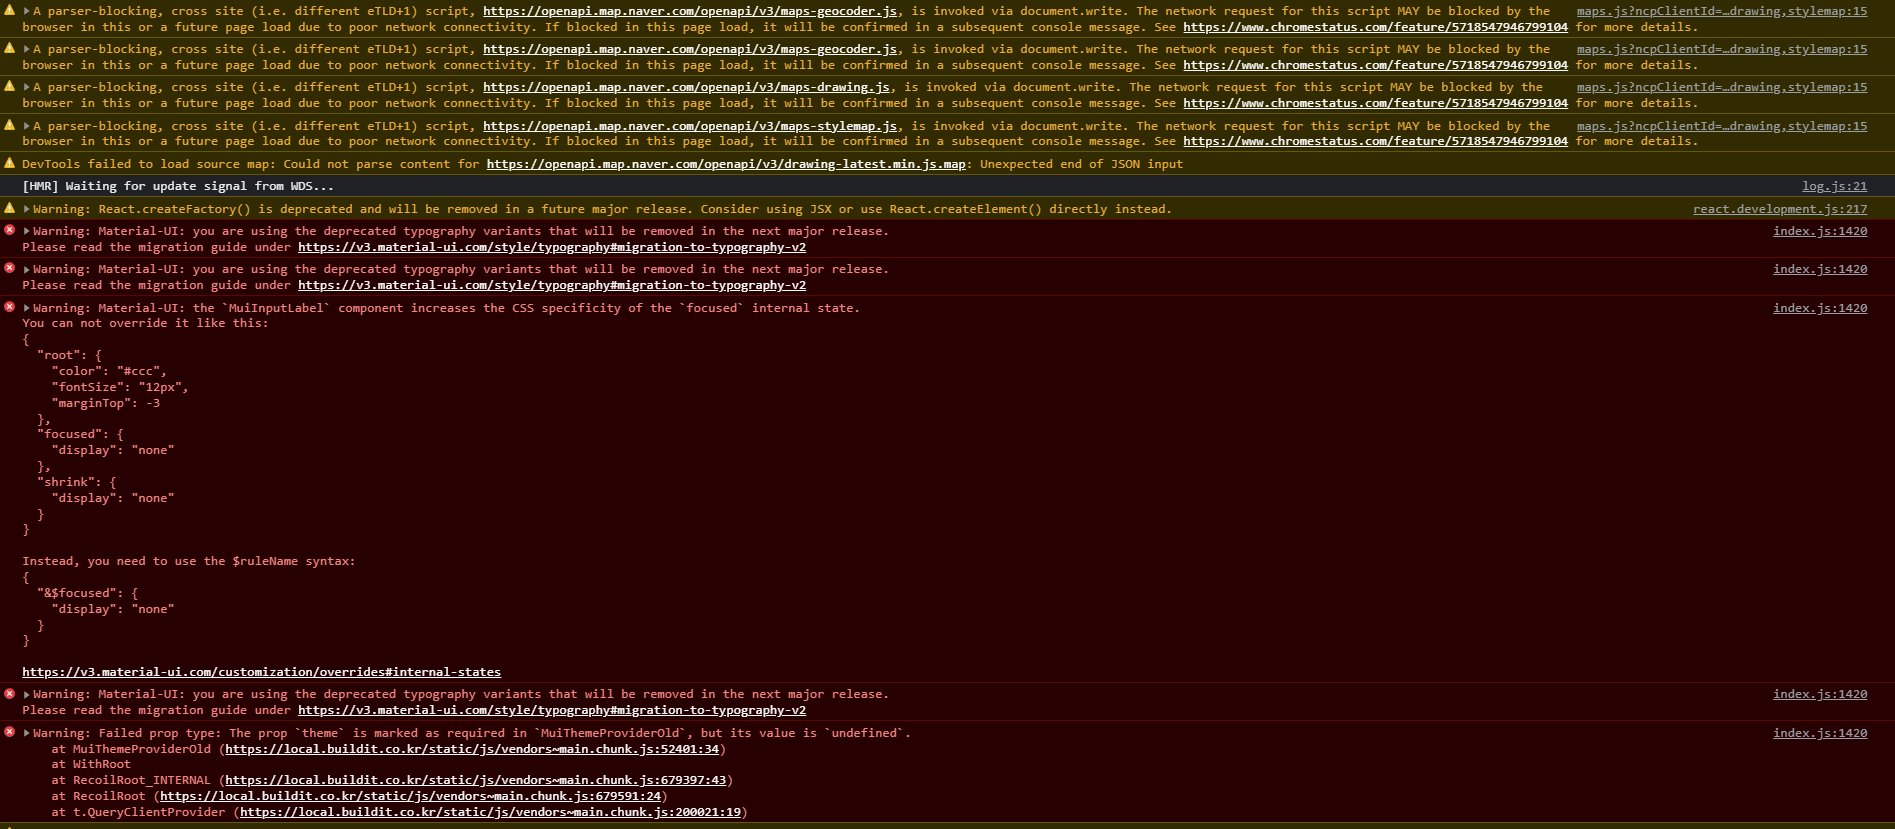 A parser-blocking, cross site (i.e. different eTLD+1) script, https://openapi.map.naver.com/openapi/v3/maps-geocoder.js, is invoked via document.write. The network request for this script MAY be blocked by the maps.js?ncpClientId=…drawing,stylemap:15
browser in this or a future page load due to poor network connectivity. If blocked in this page load, it will be confirmed in a subsequent console message. See https://www.chromestatus.com/feature/5718547946799104 for more details.
A parser-blocking, cross site (i.e. different eTLD+1) script, https://openapi.map.naver.com/openapi/v3/maps-geocoder.js, is invoked via document.write. The network request for this script MAY be blocked by the maps.js?ncpClientId=…drawing,stylemap:15
browser in this or a future page load due to poor network connectivity. If blocked in this page load, it will be confirmed in a subsequent console message. See https://www.chromestatus.com/feature/5718547946799104 for more details.
A parser-blocking, cross site (i.e. different eTLD+1) script, https://openapi.map.naver.com/openapi/v3/maps-drawing.js, is invoked via document.write. The network request for this script MAY be blocked by the maps.js?ncpClientId=…drawing,stylemap:15
browser in this or a future page load due to poor network connectivity. If blocked in this page load, it will be confirmed in a subsequent console message. See https://www.chromestatus.com/feature/5718547946799104 for more details.
A parser-blocking, cross site (i.e. different eTLD+1) script, https://openapi.map.naver.com/openapi/v3/maps-stylemap.js, is invoked via document.write. The network request for this script MAY be blocked by the maps.js?ncpClientId=…drawing,stylemap:15
browser in this or a future page load due to poor network connectivity. If blocked in this page load, it will be confirmed in a subsequent console message. See https://www.chromestatus.com/feature/5718547946799104 for more details.
DevTools failed to load source map: Could not parse content for https://openapi.map.naver.com/openapi/v3/drawing-latest.min.js.map: Unexpected end of JSON input
[HMR] Waiting for update signal from WDS... log.js:21
Warning: React.createFactory() is deprecated and will be removed in a future major release. Consider using JSX or use React.createElement() directly instead. react.development.js:217
Warning: Material-UI: you are using the deprecated typography variants that will be removed in the next major release. index.js:1420
Please read the migration guide under https://v3.material-ui.com/style/typography#migration-to-typography-v2
Warning: Material-UI: you are using the deprecated typography variants that will be removed in the next major release. index.js:1420
Please read the migration guide under https://v3.material-ui.com/style/typography#migration-to-typography-v2
Warning: Material-UI: the `MuiInputLabel` component increases the CSS specificity of the `focused` internal state. index.js:1420
You can not override it like this:
{
"root": {
"color": "#ccc",
"fontSize": "12px",
"marginTop": -3
},
"focused": {
"display": "none"
},
"shrink": {
"display": "none"
}
}
Instead, you need to use the $ruleName syntax:
{
"&$focused": {
"display": "none"
}
}
https://v3.material-ui.com/customization/overrides#internal-states
Warning: Material-UI: you are using the deprecated typography variants that will be removed in the next major release. index.js:1420
Please read the migration guide under https://v3.material-ui.com/style/typography#migration-to-typography-v2
Warning: Failed prop type: The prop `theme` is marked as required in `MuiThemeProviderOld`, but its value is `undefined`. index.js:1420
at MuiThemeProviderOld (https://local.buildit.co.kr/static/js/vendors~main.chunk.js:52401:34)
at WithRoot
at RecoilRoot_INTERNAL (https://local.buildit.co.kr/static/js/vendors~main.chunk.js:679397:43)
at RecoilRoot (https://local.buildit.co.kr/static/js/vendors~main.chunk.js:679591:24)
at t.QueryClientProvider (https://local.buildit.co.kr/static/js/vendors~main.chunk.js:200021:19)